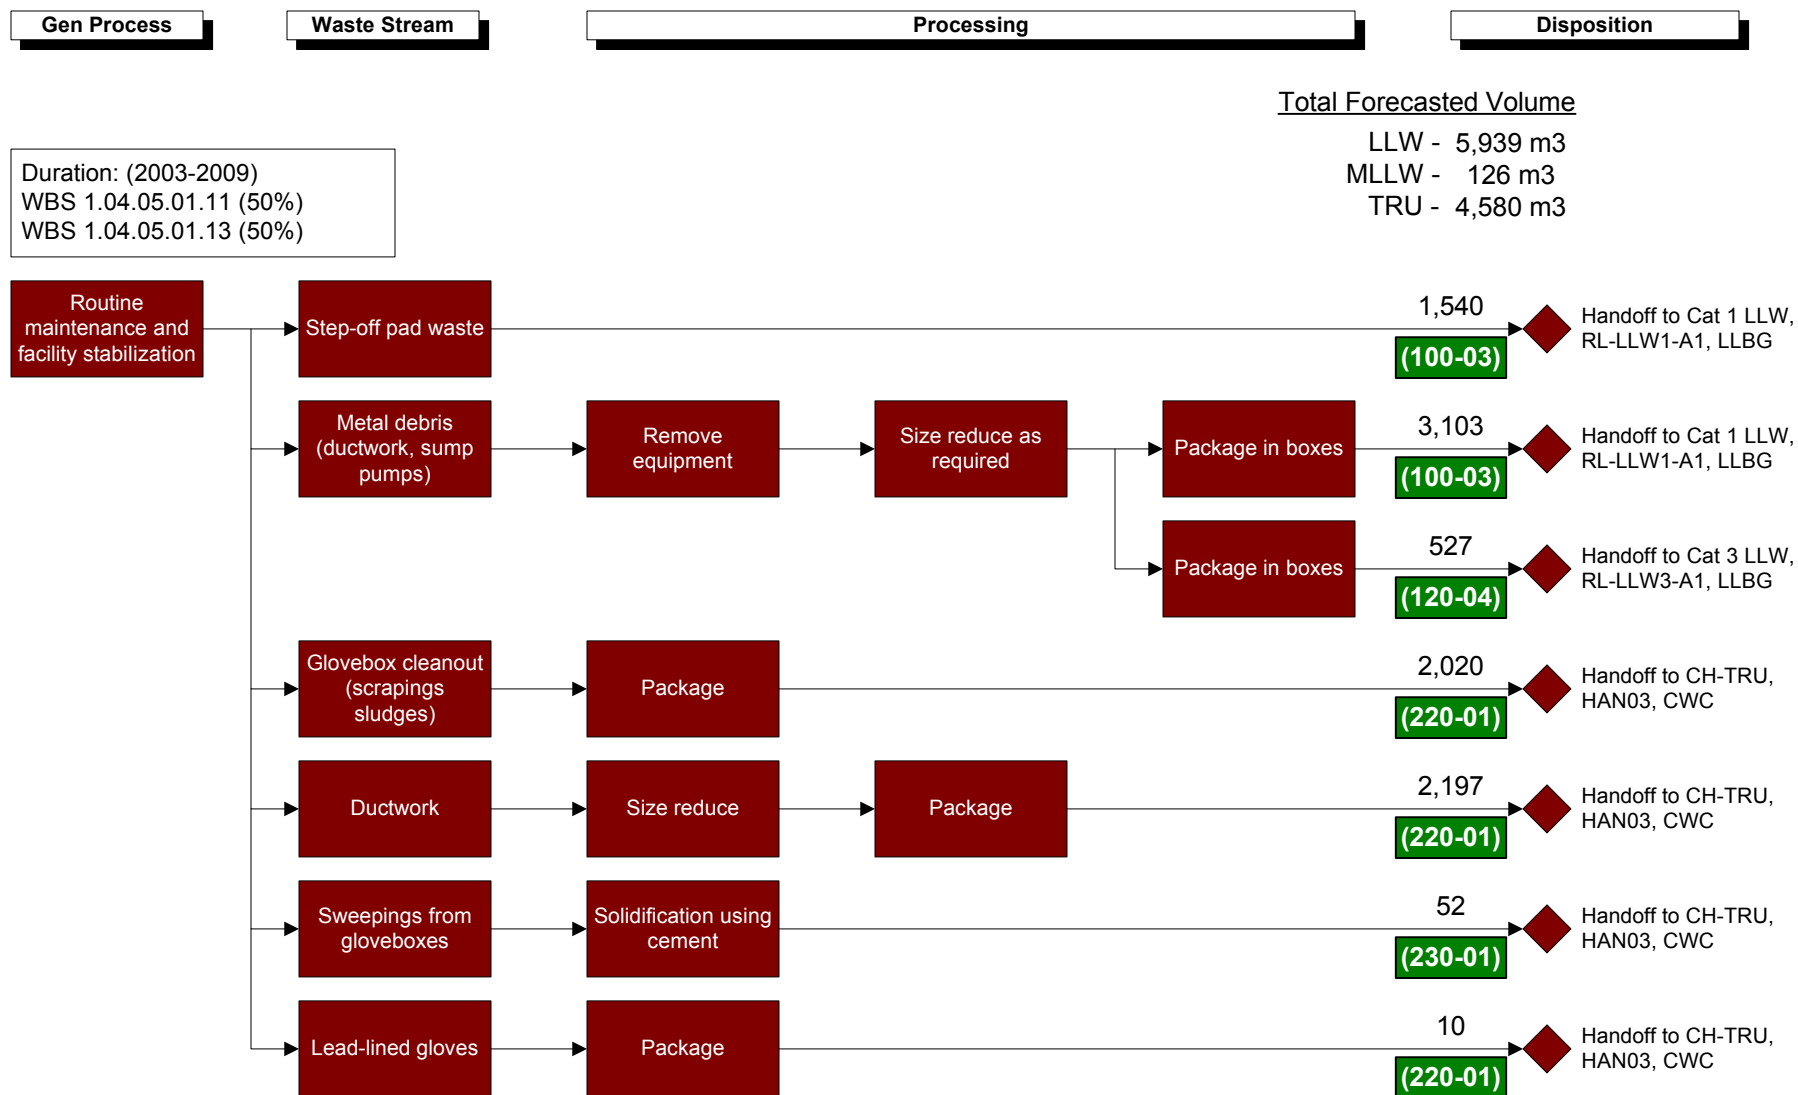 Gen Process
Waste Stream
Processing
Disposition
Total Forecasted Volume
LLW - 5,939 m3
MLLW - 126 m3
TRU - 4,580 m3
Duration: (2003-2009)
WBS 1.04.05.01.11 (50%)
WBS 1.04.05.01.13 (50%)
Routine
maintenance and
facility stabilization
Step-off pad waste
1,540
(100-03)
Handoff to Cat 1 LLW,
RL-LLW1-A1, LLBG
Metal debris
(ductwork, sump
pumps)
Remove
equipment
Size reduce as
required
Package in boxes
3,103
(100-03)
Handoff to Cat 1 LLW,
RL-LLW1-A1, LLBG
Package in boxes
527
(120-04)
Handoff to Cat 3 LLW,
RL-LLW3-A1, LLBG
Glovebox cleanout
(scrapings
sludges)
Package
2,020
(220-01)
Handoff to CH-TRU,
HAN03, CWC
Ductwork
Size reduce
Package
2,197
(220-01)
Handoff to CH-TRU,
HAN03, CWC
Sweepings from
gloveboxes
Solidification using
cement
52
(230-01)
Handoff to CH-TRU,
HAN03, CWC
Lead-lined gloves
Package
10
(220-01)
Handoff to CH-TRU,
HAN03, CWC